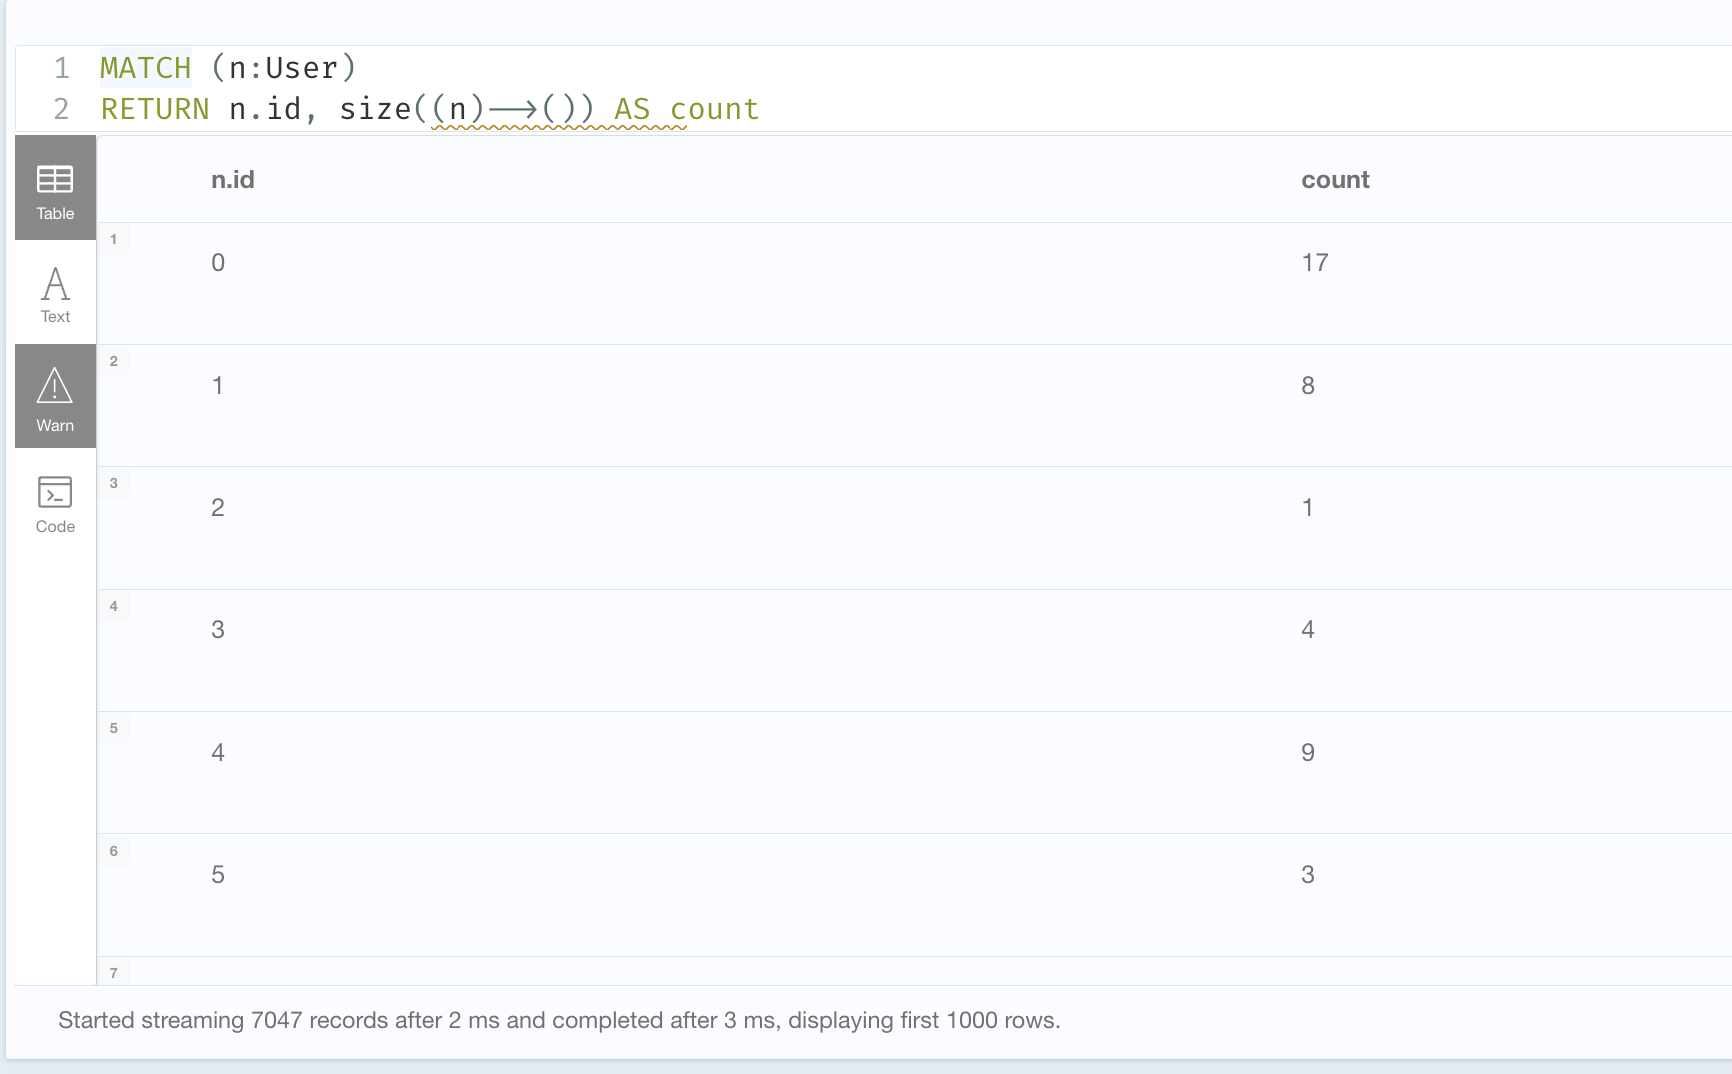 1 MATCH (n:User)
2 RETURN n.id, size((n)-->()) AS count
Table
Text
Warn
Code
n.id count
1 0 17
2 1 8
3 2 1
4 3 4
5 4 9
6 5 3
7
Started streaming 7047 records after 2 ms and completed after 3 ms, displaying first 1000 rows.